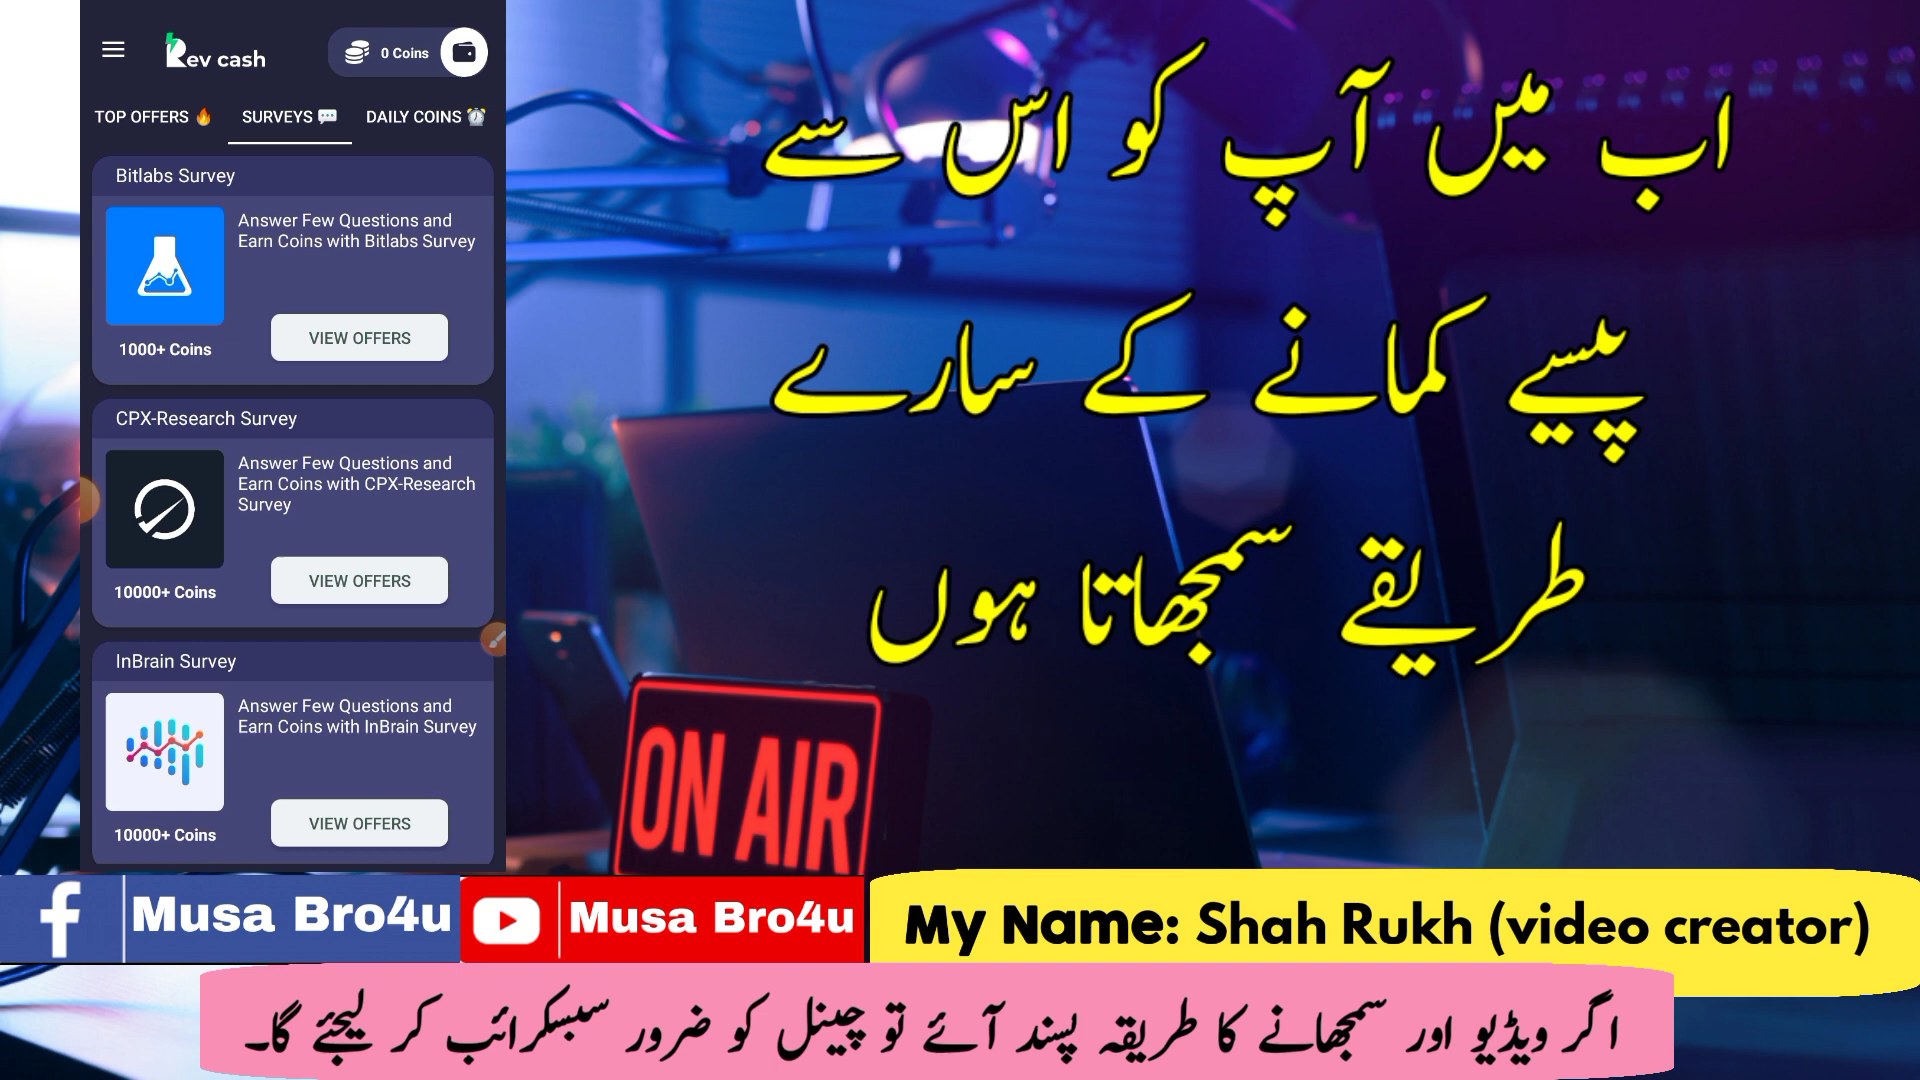 Rev cash
0 Coins
TOP OFFERS 🔥 SURVEYS 💬 DAILY COINS ⏰
Bitlabs Survey
Answer Few Questions and
Earn Coins with Bitlabs Survey
1000+ Coins
VIEW OFFERS
CPX-Research Survey
Answer Few Questions and
Earn Coins with CPX-Research
Survey
10000+ Coins
VIEW OFFERS
InBrain Survey
Answer Few Questions and
Earn Coins with InBrain Survey
10000+ Coins
VIEW OFFERS
اب میں آپ کو اس سے
پیسے کمانے کے سارے
طریقے سمجھاتا ہوں
ON AIR
Musa Bro4u
Musa Bro4u
My Name: Shah Rukh (video creator)
اگر ویڈیو اور سمجھانے کا طریقہ پسند آئے تو چینل کو ضرور سبسکرائب کر لیجئے گا۔